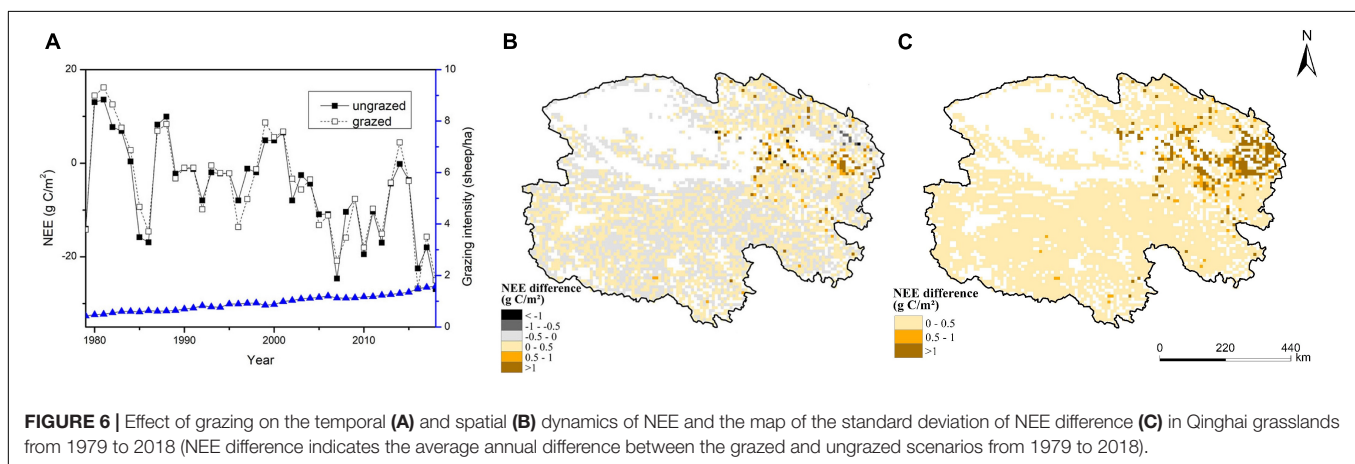 A
B
C
N
20
0
-20
NEE (g C/m²)
ungrazed
grazed
10
8
6
4
2
0
Grazing intensity (sheep/ha)
1980
1990
2000
2010
Year
NEE difference
(g C/m²)
< -1
-1 - -0.5
-0.5 - 0
0 - 0.5
0.5 - 1
>1
NEE difference
(g C/m²)
0 - 0.5
0.5 - 1
>1
0 220 440
km
FIGURE 6 | Effect of grazing on the temporal (A) and spatial (B) dynamics of NEE and the map of the standard deviation of NEE difference (C) in Qinghai grasslands
from 1979 to 2018 (NEE difference indicates the average annual difference between the grazed and ungrazed scenarios from 1979 to 2018).